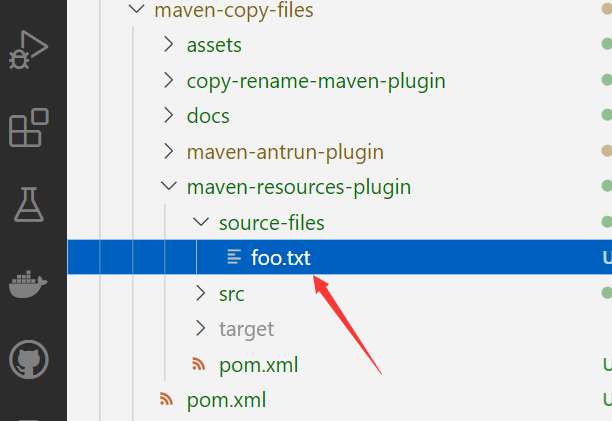 maven-copy-files
assets
copy-rename-maven-plugin
docs
maven-antrun-plugin
maven-resources-plugin
source-files
foo.txt
src
target
pom.xml
U
pom.xml
U